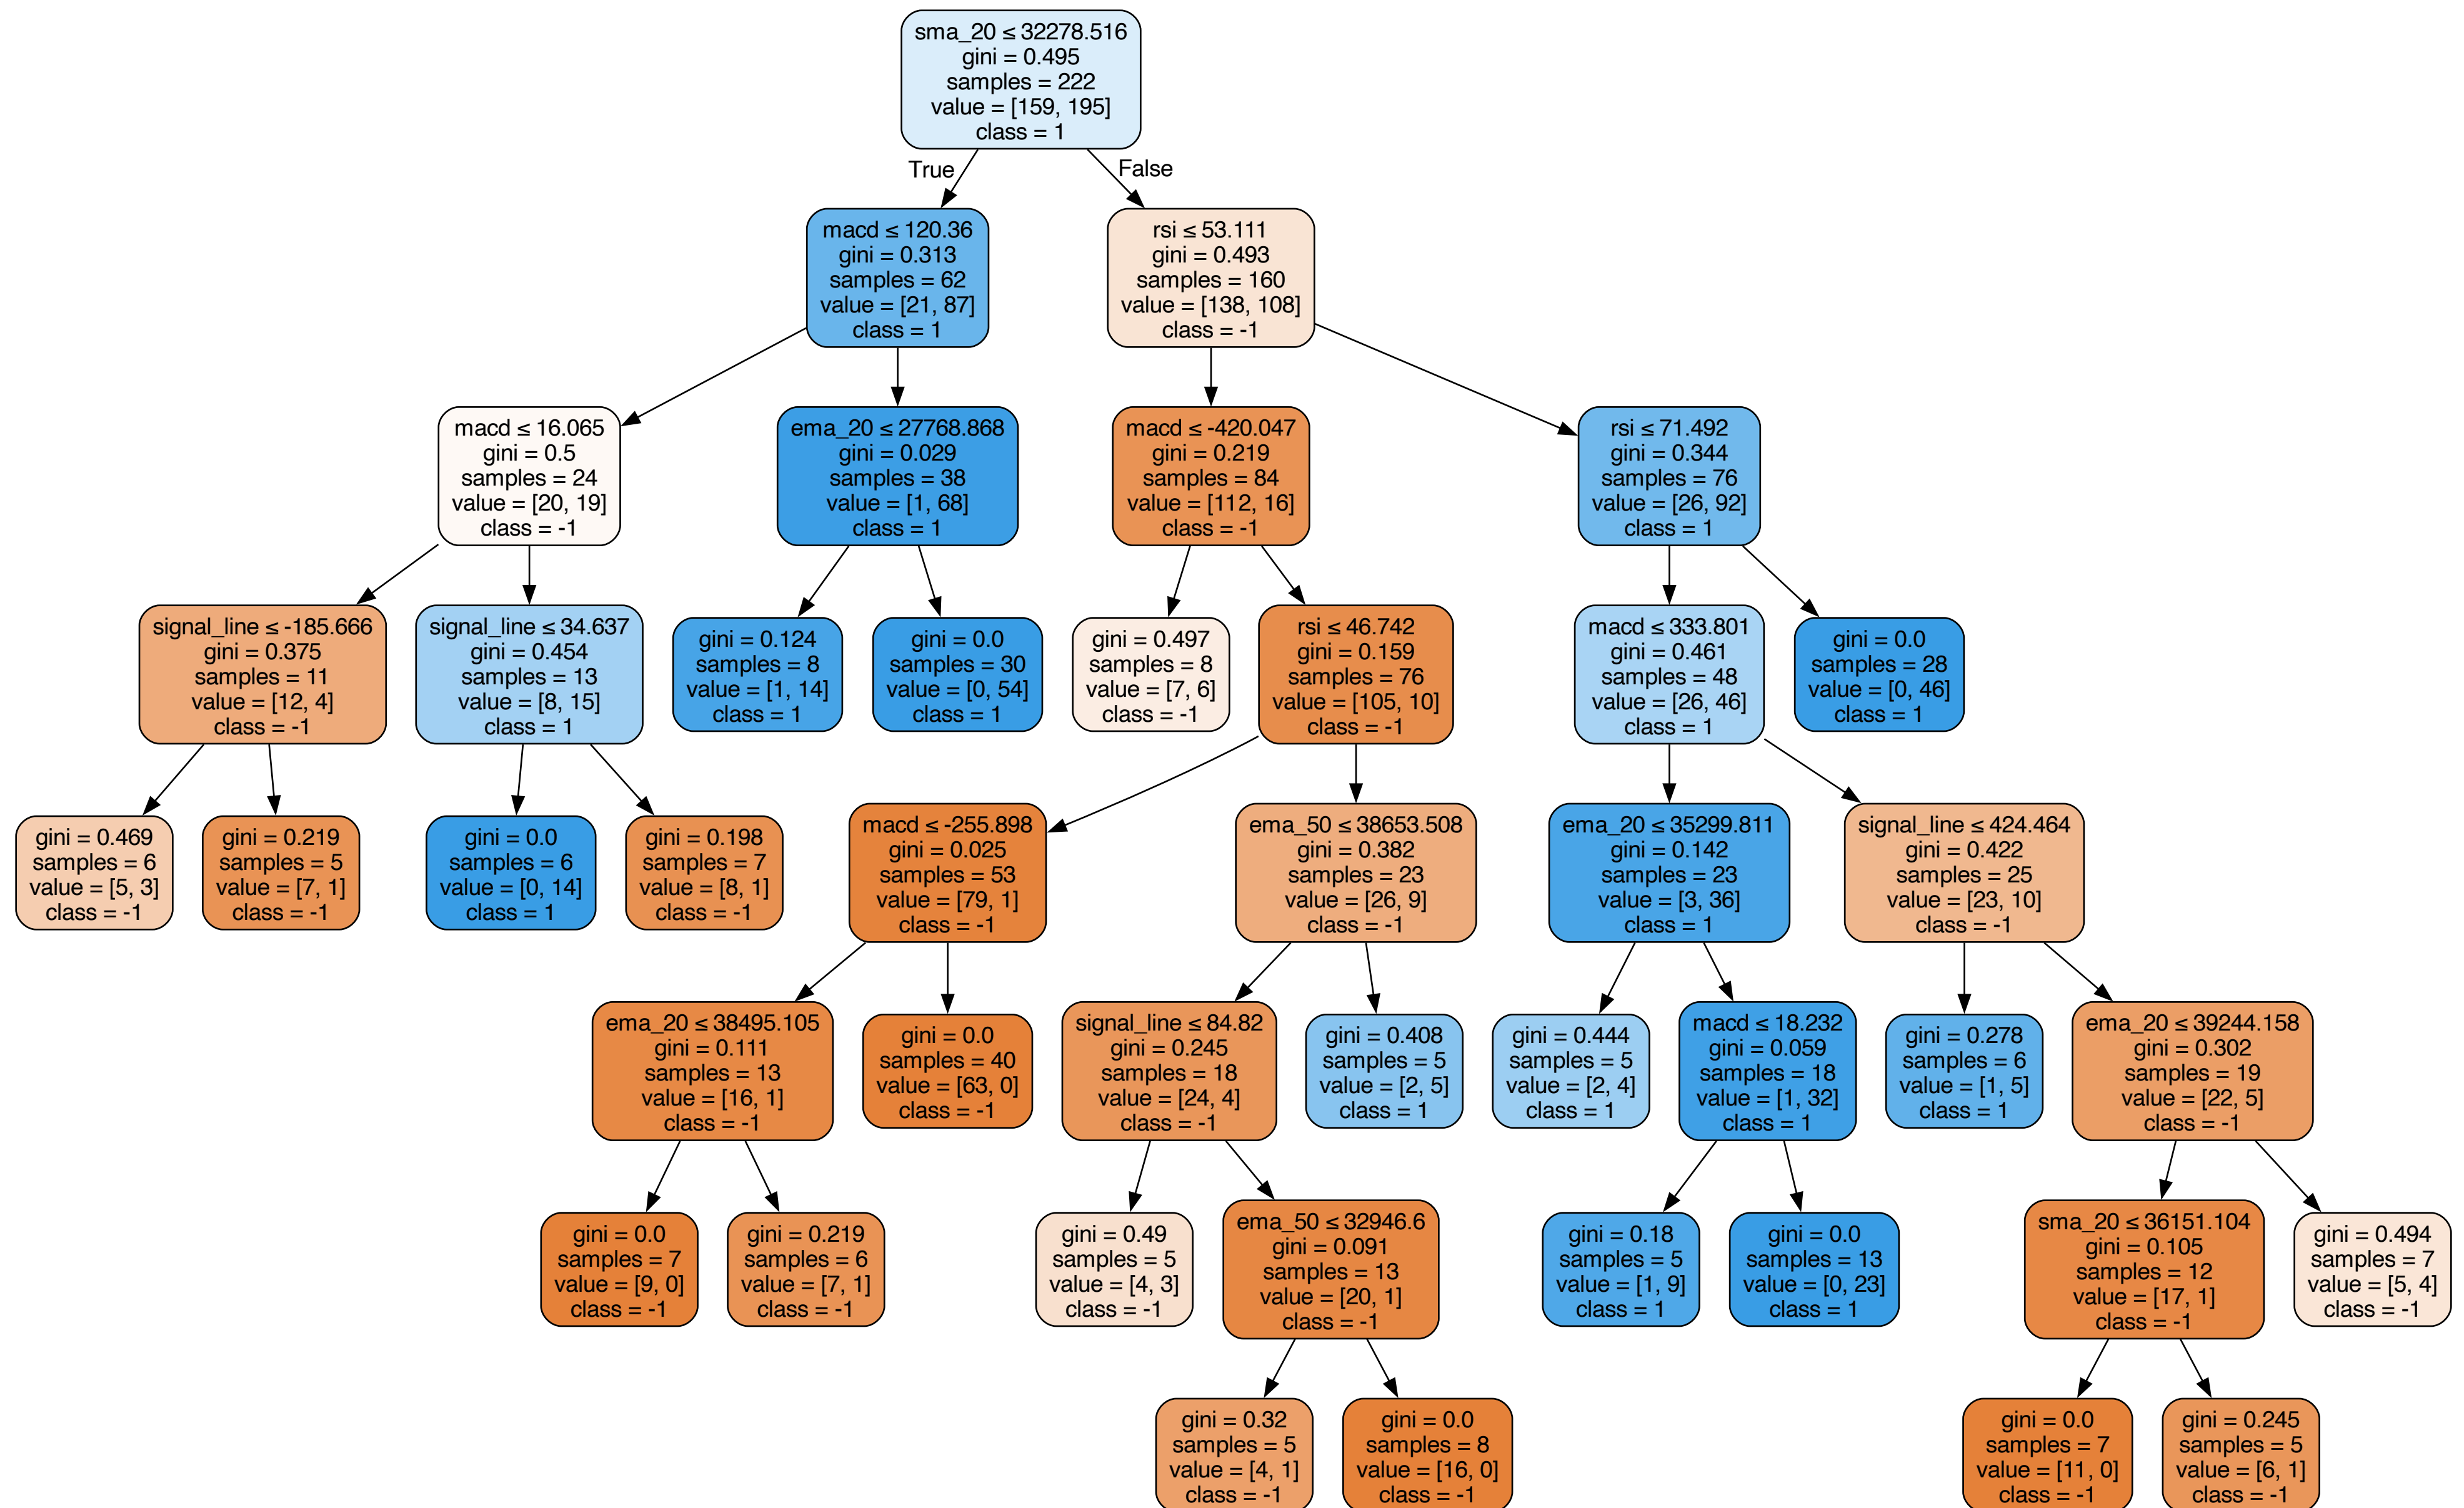 sma_20 ≤ 32278.516
gini = 0.495
samples = 222
value = [159, 195]
class = 1
True
False
macd ≤ 120.36
gini = 0.313
samples = 62
value = [21, 87]
class = 1
rsi ≤ 53.111
gini = 0.493
samples = 160
value = [138, 108]
class = -1
macd ≤ 16.065
gini = 0.5
samples = 24
value = [20, 19]
class = -1
ema_20 ≤ 27768.868
gini = 0.029
samples = 38
value = [1, 68]
class = 1
macd ≤ -420.047
gini = 0.219
samples = 84
value = [112, 16]
class = -1
rsi ≤ 71.492
gini = 0.344
samples = 76
value = [26, 92]
class = 1
signal_line ≤ -185.666
gini = 0.375
samples = 11
value = [12, 4]
class = -1
signal_line ≤ 34.637
gini = 0.454
samples = 13
value = [8, 15]
class = 1
gini = 0.124
samples = 8
value = [1, 14]
class = 1
gini = 0.0
samples = 30
value = [0, 54]
class = 1
gini = 0.497
samples = 8
value = [7, 6]
class = -1
rsi ≤ 46.742
gini = 0.159
samples = 76
value = [105, 10]
class = -1
macd ≤ 333.801
gini = 0.461
samples = 48
value = [26, 46]
class = 1
gini = 0.0
samples = 28
value = [0, 46]
class = 1
gini = 0.469
samples = 6
value = [5, 3]
class = -1
gini = 0.219
samples = 5
value = [7, 1]
class = -1
gini = 0.0
samples = 6
value = [0, 14]
class = 1
gini = 0.198
samples = 7
value = [8, 1]
class = -1
macd ≤ -255.898
gini = 0.025
samples = 53
value = [79, 1]
class = -1
ema_50 ≤ 38653.508
gini = 0.382
samples = 23
value = [26, 9]
class = -1
ema_20 ≤ 35299.811
gini = 0.142
samples = 23
value = [3, 36]
class = 1
signal_line ≤ 424.464
gini = 0.422
samples = 25
value = [23, 10]
class = -1
ema_20 ≤ 38495.105
gini = 0.111
samples = 13
value = [16, 1]
class = -1
gini = 0.0
samples = 40
value = [63, 0]
class = -1
signal_line ≤ 84.82
gini = 0.245
samples = 18
value = [24, 4]
class = -1
gini = 0.408
samples = 5
value = [2, 5]
class = 1
gini = 0.444
samples = 5
value = [2, 4]
class = 1
macd ≤ 18.232
gini = 0.059
samples = 18
value = [1, 32]
class = 1
gini = 0.278
samples = 6
value = [1, 5]
class = 1
ema_20 ≤ 39244.158
gini = 0.302
samples = 19
value = [22, 5]
class = -1
gini = 0.0
samples = 7
value = [9, 0]
class = -1
gini = 0.219
samples = 6
value = [7, 1]
class = -1
gini = 0.49
samples = 5
value = [4, 3]
class = -1
ema_50 ≤ 32946.6
gini = 0.091
samples = 13
value = [20, 1]
class = -1
gini = 0.18
samples = 5
value = [1, 9]
class = 1
gini = 0.0
samples = 13
value = [0, 23]
class = 1
sma_20 ≤ 36151.104
gini = 0.105
samples = 12
value = [17, 1]
class = -1
gini = 0.494
samples = 7
value = [5, 4]
class = -1
gini = 0.32
samples = 5
value = [4, 1]
class = -1
gini = 0.0
samples = 8
value = [16, 0]
class = -1
gini = 0.0
samples = 7
value = [11, 0]
class = -1
gini = 0.245
samples = 5
value = [6, 1]
class = -1